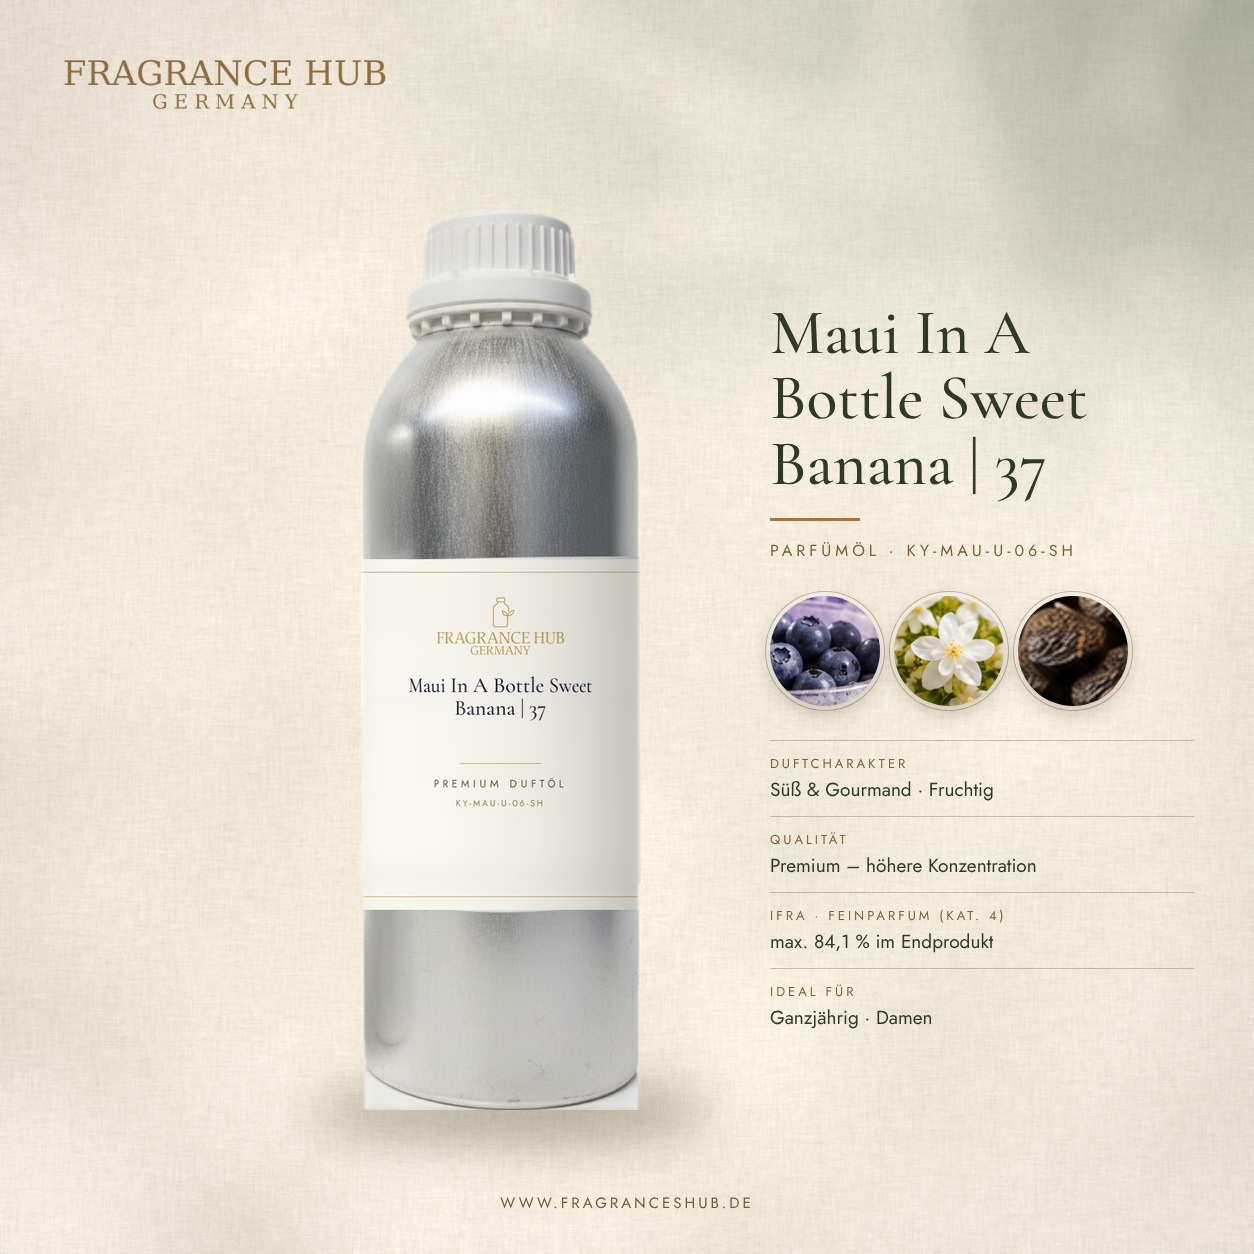 FRAGRANCE HUB
GERMANY
Maui In A
Bottle Sweet
Banana | 37
PARFÜMÖL · KY-MAU-U-06-SH
FRAGRANCE HUB
GERMANY
Maui In A Bottle Sweet
Banana | 37
PREMIUM DUFTÖL
KY-MAU-U-06-SH
DUFTCHARAKTER
Süß & Gourmand · Fruchtig
QUALITÄT
Premium – höhere Konzentration
IFRA · FEINPARFUM (KAT. 4)
max. 84,1 % im Endprodukt
IDEAL FÜR
Ganzjährig · Damen
WWW.FRAGRANCESHUB.DE